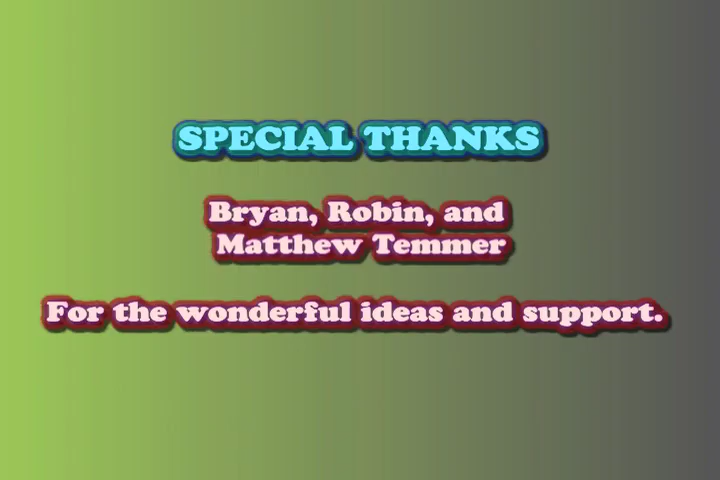 SPECIAL THANKS
Bryan, Robin, and
Matthew Temmer
For the wonderful ideas and support.